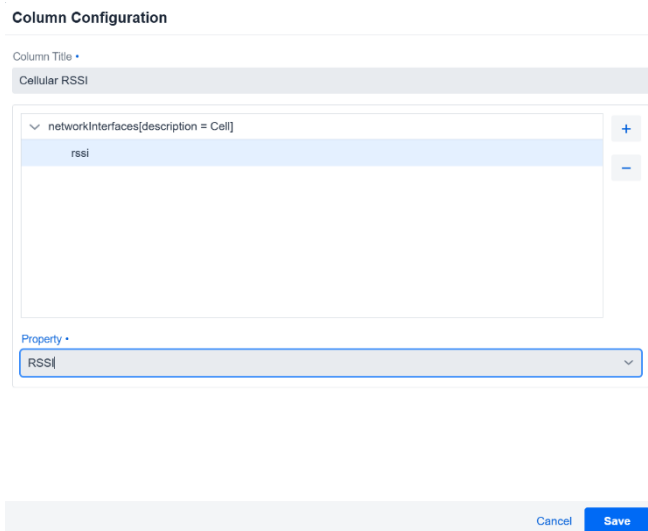 Column Configuration
Column Title •
Cellular RSSI
networkInterfaces[description = Cell]
rssi
Property •
RSSI
Cancel
Save